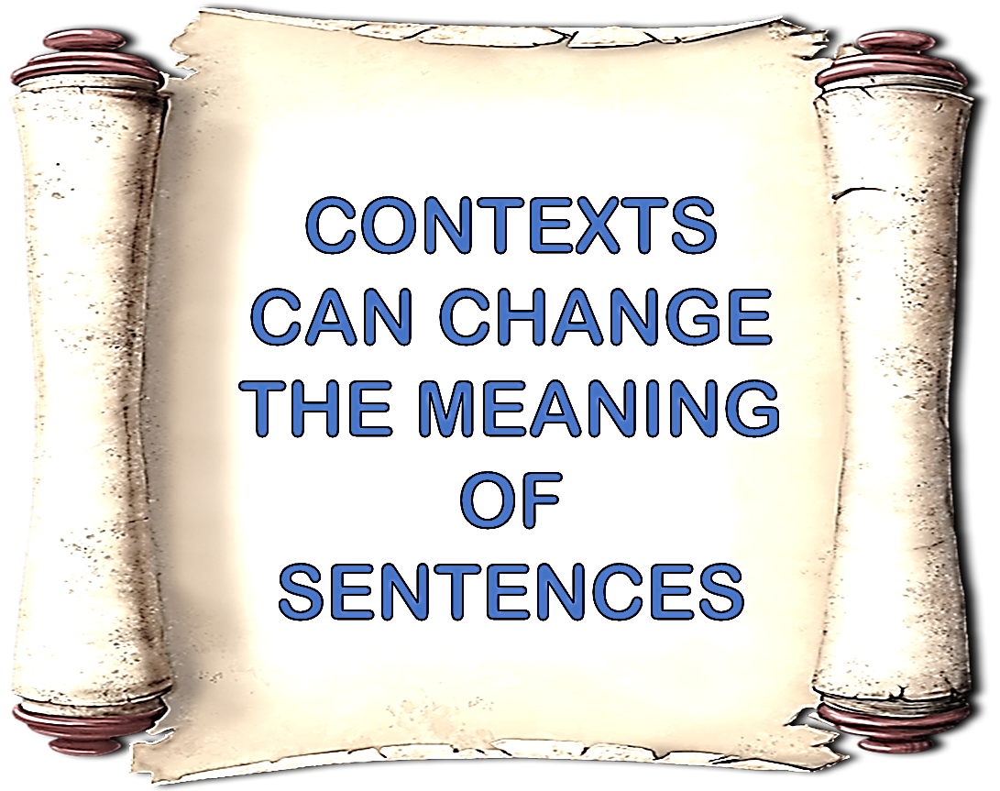 CONTEXTS
CAN CHANGE
THE MEANING
OF
SENTENCES